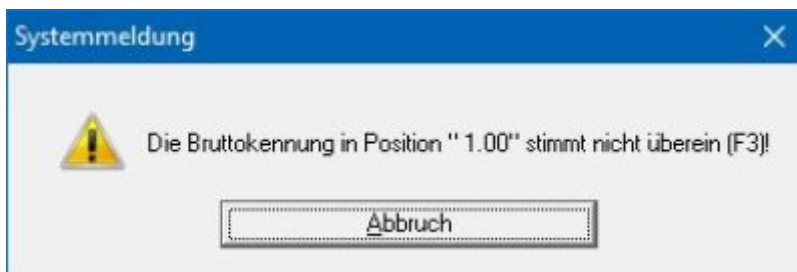 Systemmeldung
Die Bruttokennung in Position " 1.00" stimmt nicht überein (F3)!
Abbruch